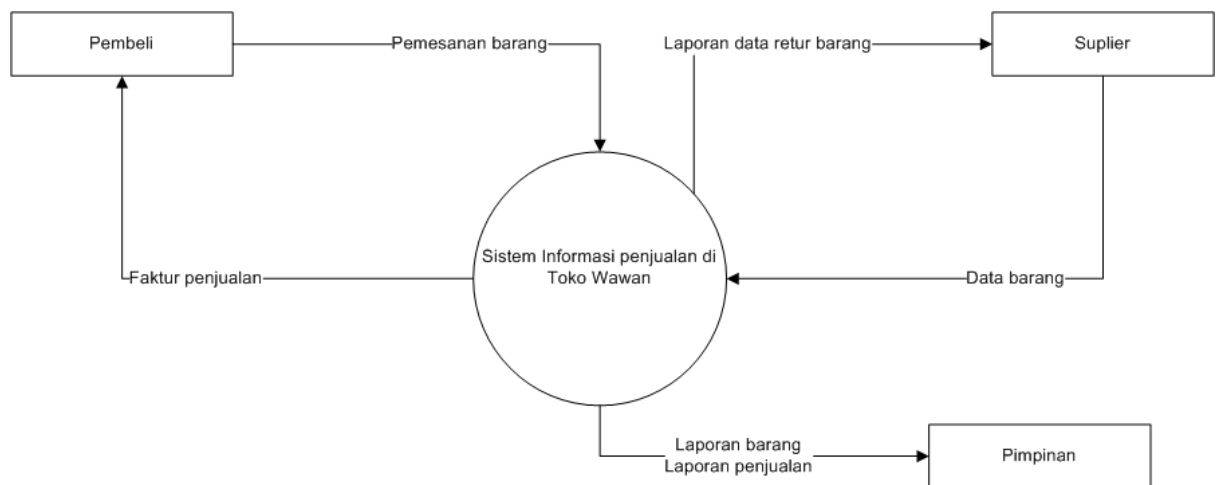 Pembeli
Pemesanan barang
Laporan data retur barang
Suplier
Sistem Informasi penjualan di
Toko Wawan
Faktur penjualan
Data barang
Laporan barang
Laporan penjualan
Pimpinan